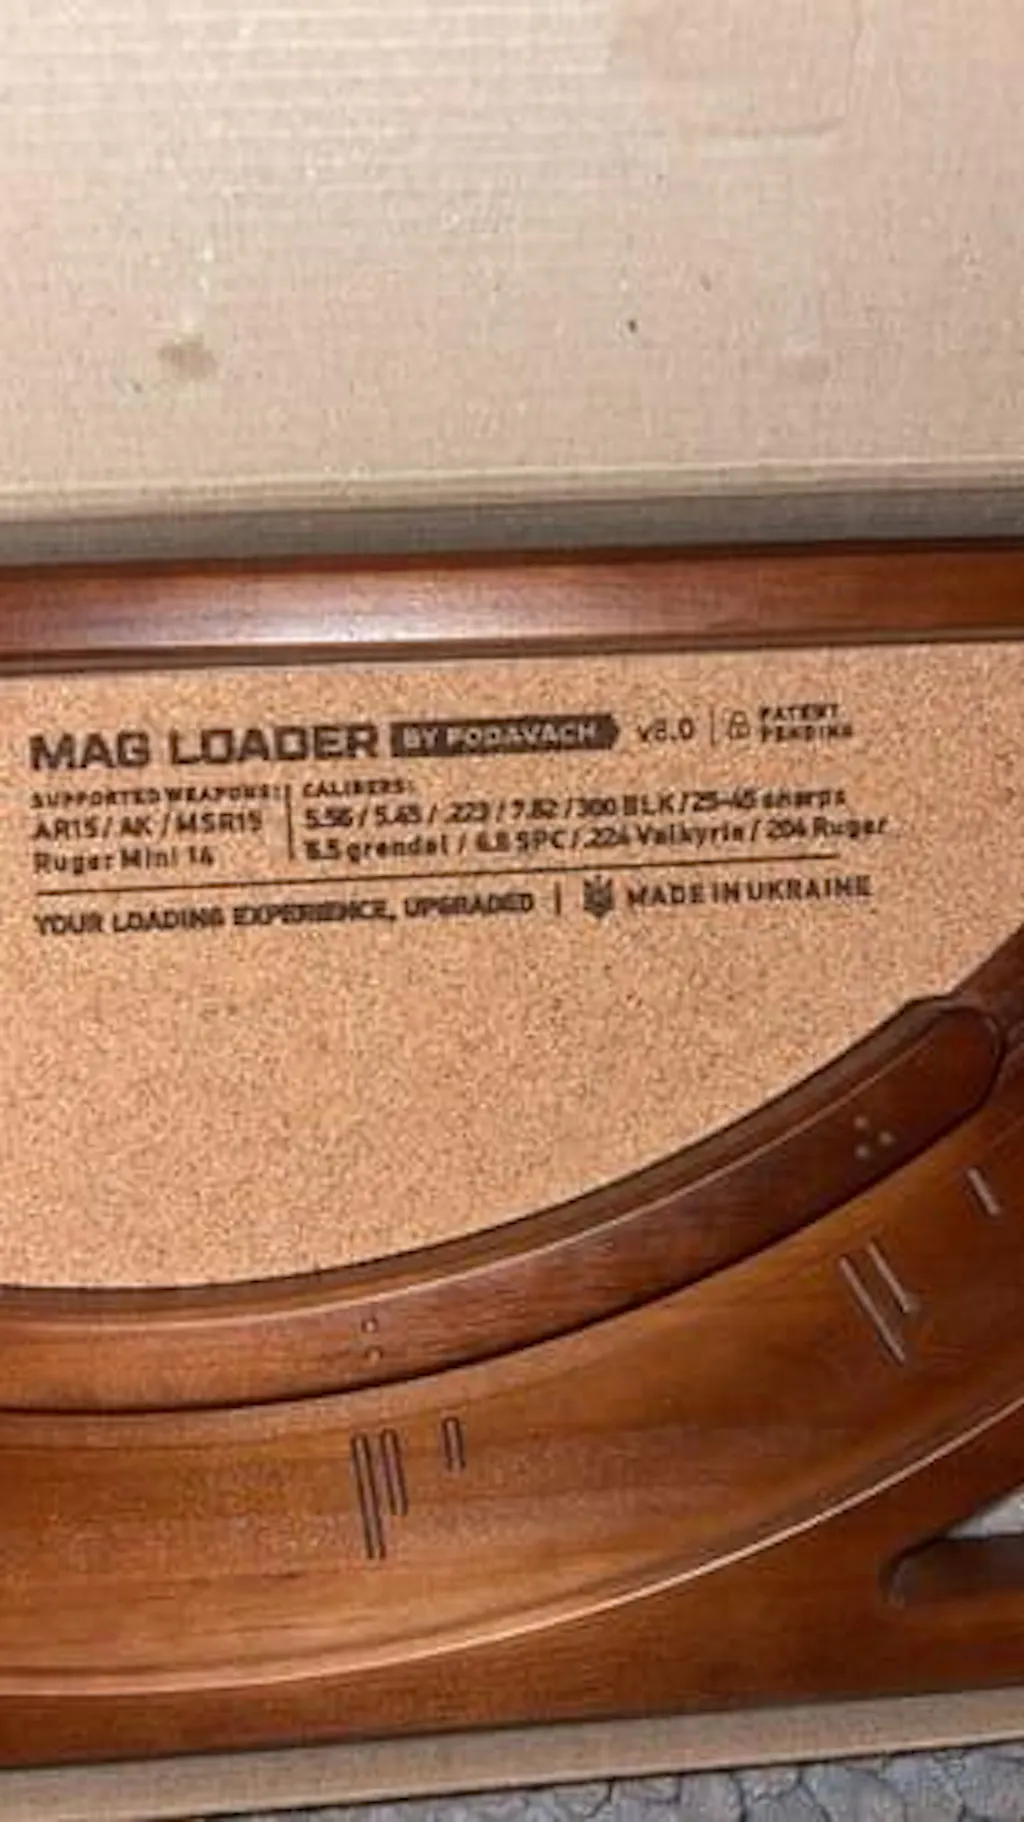 MAG LOADER BY PODAVACH v8.0 PATENT PENDING
SUPPORTED WEAPONS: CALIBERS:
AR15 / AK / MSR15 5.56 / 5.45 / .223 / 7.62 / 300 BLK / 25-45 sharps
Ruger Mini 14 6.5 grendel / 6.8 SPC / .224 Valkyrie / 204 Ruger
YOUR LOADING EXPERIENCE, UPGRADED MADE IN UKRAINE